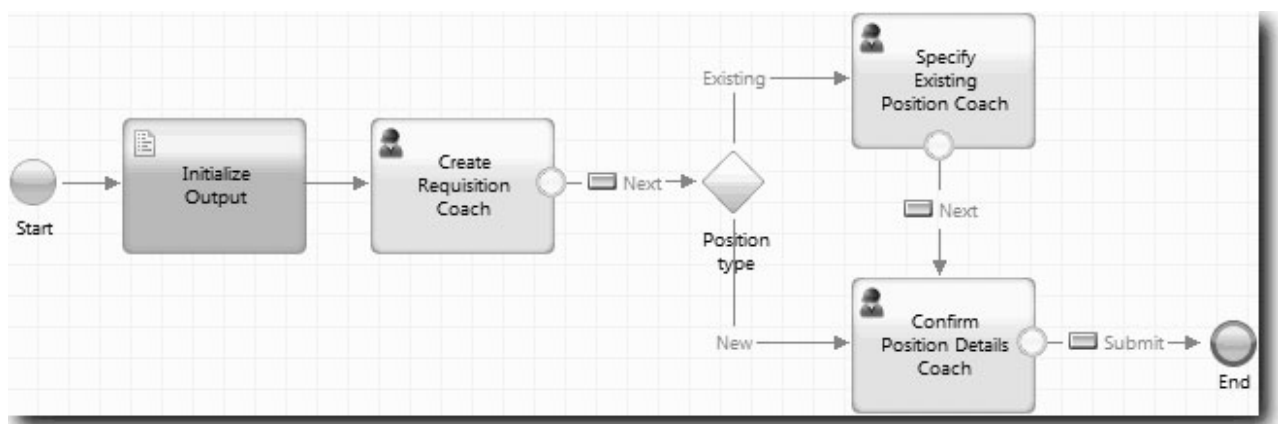 Start
Initialize
Output
Create
Requisition
Coach
Next
Position
type
Existing
New
Specify
Existing
Position Coach
Next
Confirm
Position Details
Coach
Submit
End